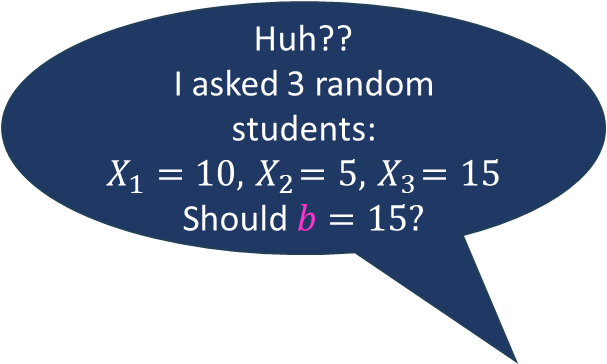 Huh??
I asked 3 random
students:
X₁ = 10, X₂ = 5, X₃ = 15
Should b = 15?